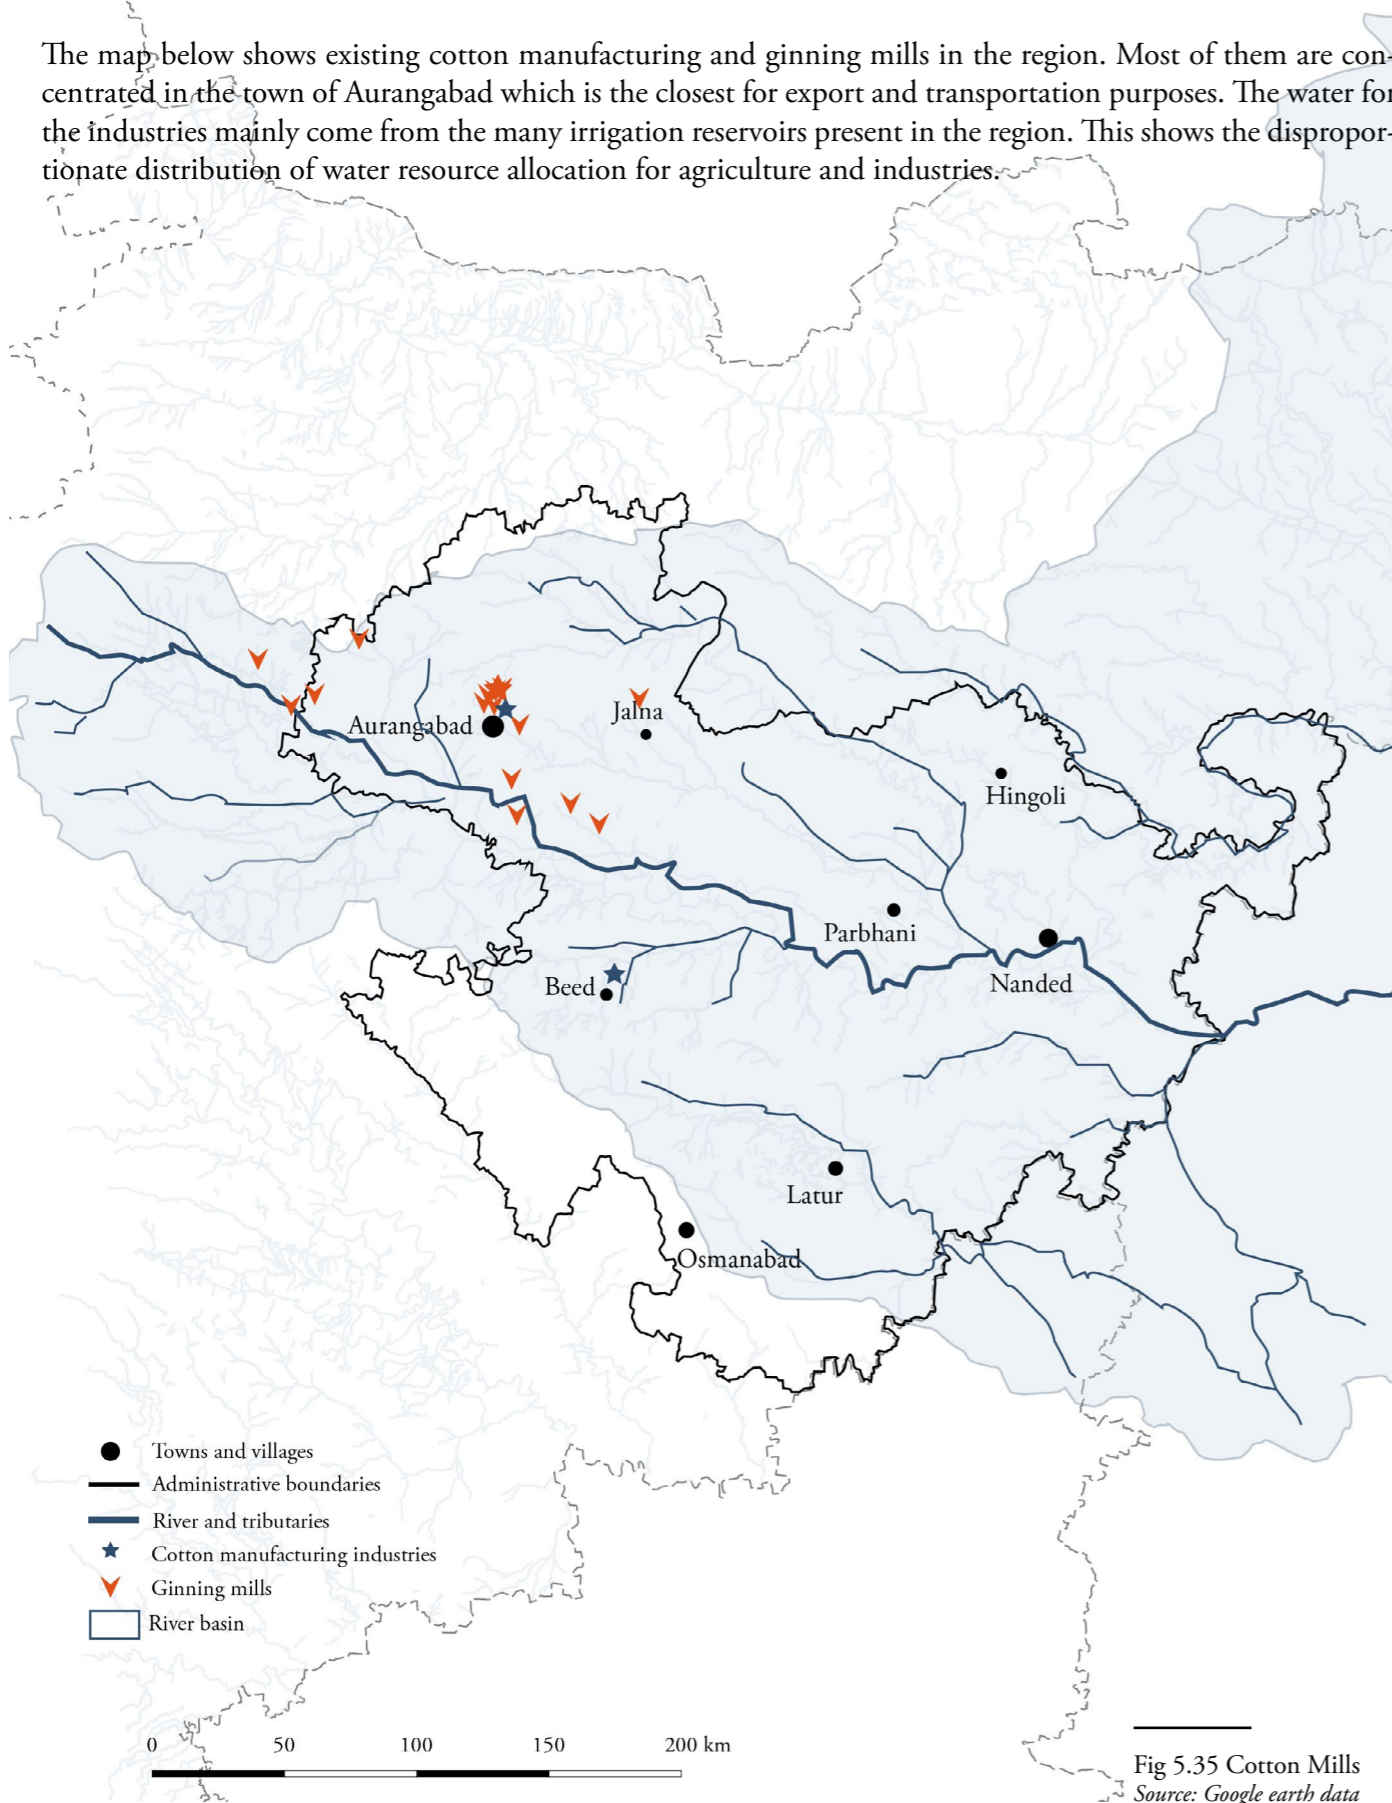 The map below shows existing cotton manufacturing and ginning mills in the region. Most of them are con-
centrated in the town of Aurangabad which is the closest for export and transportation purposes. The water for
the industries mainly come from the many irrigation reservoirs present in the region. This shows the dispropor-
tionate distribution of water resource allocation for agriculture and industries.
Jalna
Aurangabad
Hingoli
Parbhani
Nanded
Beed
Latur
Osmanabad
Towns and villages
Administrative boundaries
River and tributaries
Cotton manufacturing industries
Ginning mills
River basin
0 50 100 150 200 km
Fig 5.35 Cotton Mills
Source: Google earth data